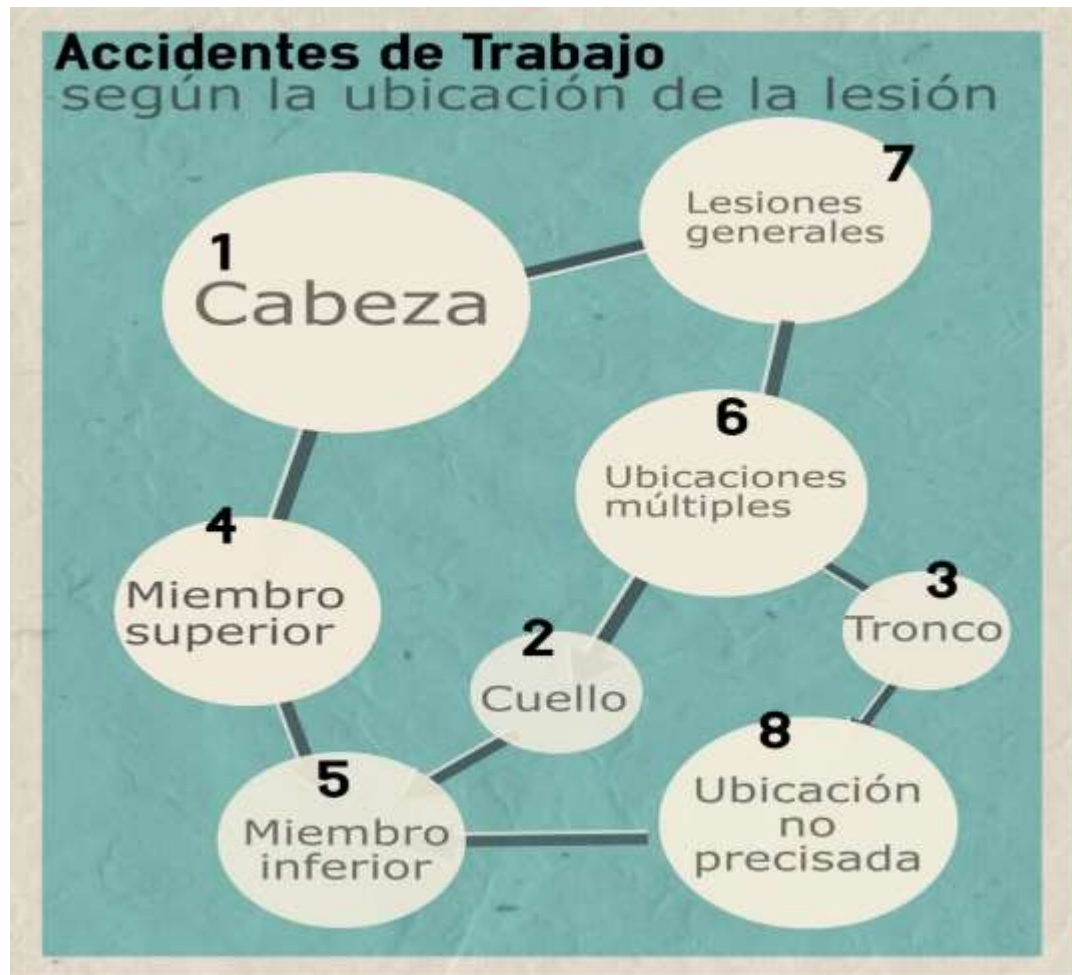 Accidentes de Trabajo
según la ubicación de la lesión
7
Lesiones
generales
1
Cabeza
6
Ubicaciones
múltiples
4
Miembro
superior
3
Tronco
2
Cuello
8
Ubicación
no
precisada
5
Miembro
inferior